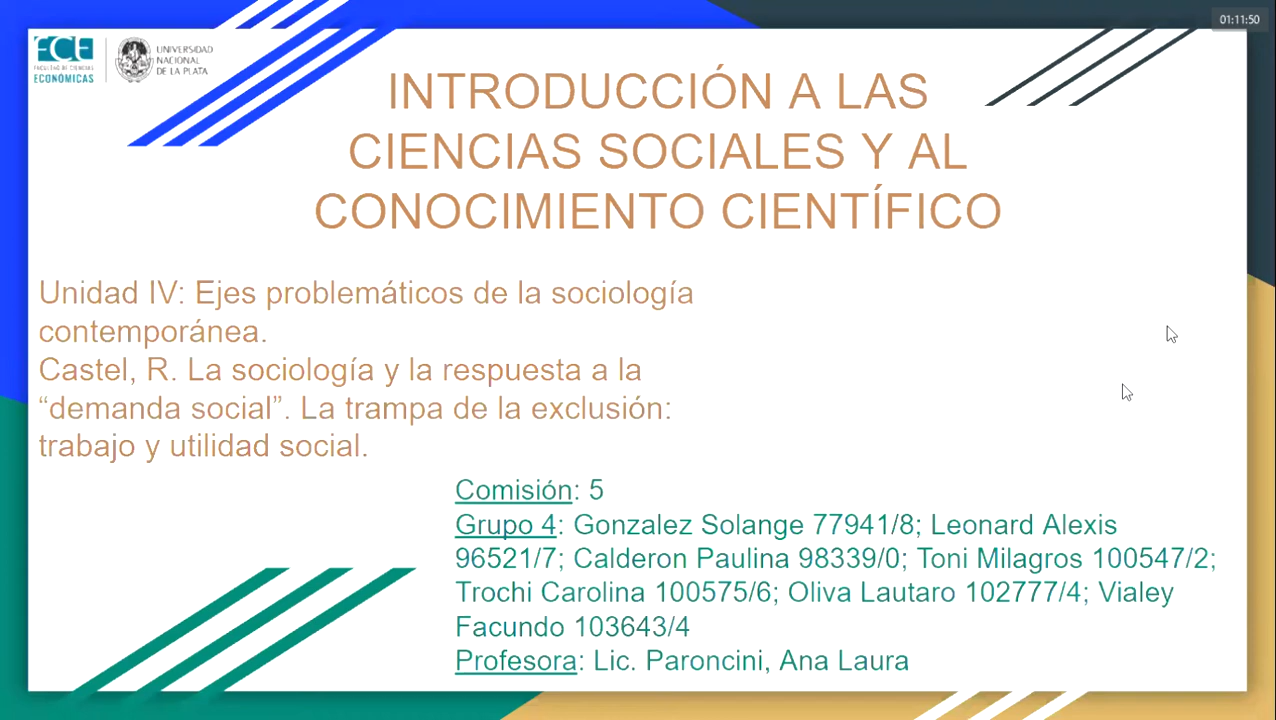 01:11:50
FCE
FACULTAD DE CIENCIAS
ECONÓMICAS
UNIVERSIDAD
NACIONAL
DE LA PLATA
INTRODUCCIÓN A LAS
CIENCIAS SOCIALES Y AL
CONOCIMIENTO CIENTÍFICO
Unidad IV: Ejes problemáticos de la sociología
contemporánea.
Castel, R. La sociología y la respuesta a la
“demanda social”. La trampa de la exclusión:
trabajo y utilidad social.
Comisión: 5
Grupo 4: Gonzalez Solange 77941/8; Leonard Alexis
96521/7; Calderon Paulina 98339/0; Toni Milagros 100547/2;
Trochi Carolina 100575/6; Oliva Lautaro 102777/4; Vialey
Facundo 103643/4
Profesora: Lic. Paroncini, Ana Laura